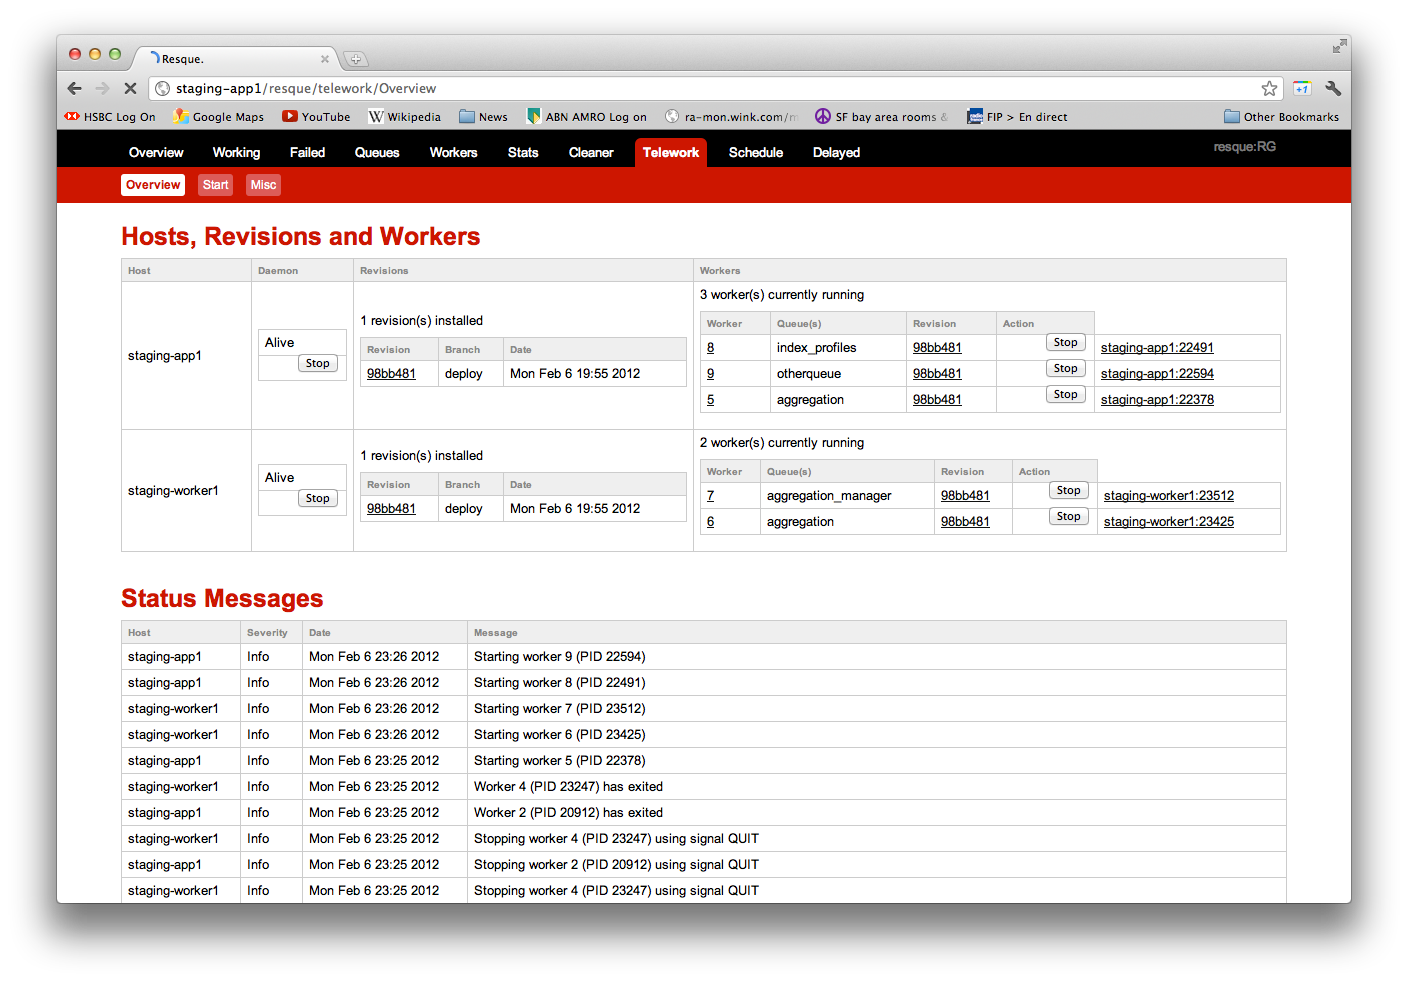 Resque.
staging-app1/resque/telework/Overview
+1
HSBC Log On Google Maps YouTube W Wikipedia News ABN AMRO Log on ra-mon.wink.com/ SF bay area rooms & FIP > En direct Other Bookmarks
Overview Working Failed Queues Workers Stats Cleaner Telework Schedule Delayed resque:RG
Overview Start Misc
Hosts, Revisions and Workers
Host Daemon Revisions Workers
staging-app1
Alive
Stop
1 revision(s) installed
Revision Branch Date
98bb481 deploy Mon Feb 6 19:55 2012
3 worker(s) currently running
Worker Queue(s) Revision Action
8 index_profiles 98bb481 Stop staging-app1:22491
9 otherqueue 98bb481 Stop staging-app1:22594
5 aggregation 98bb481 Stop staging-app1:22378
staging-worker1
Alive
Stop
1 revision(s) installed
Revision Branch Date
98bb481 deploy Mon Feb 6 19:55 2012
2 worker(s) currently running
Worker Queue(s) Revision Action
7 aggregation_manager 98bb481 Stop staging-worker1:23512
6 aggregation 98bb481 Stop staging-worker1:23425
Status Messages
Host Severity Date Message
staging-app1 Info Mon Feb 6 23:26 2012 Starting worker 9 (PID 22594)
staging-app1 Info Mon Feb 6 23:26 2012 Starting worker 8 (PID 22491)
staging-worker1 Info Mon Feb 6 23:26 2012 Starting worker 7 (PID 23512)
staging-worker1 Info Mon Feb 6 23:26 2012 Starting worker 6 (PID 23425)
staging-app1 Info Mon Feb 6 23:25 2012 Starting worker 5 (PID 22378)
staging-worker1 Info Mon Feb 6 23:25 2012 Worker 4 (PID 23247) has exited
staging-app1 Info Mon Feb 6 23:25 2012 Worker 2 (PID 20912) has exited
staging-worker1 Info Mon Feb 6 23:25 2012 Stopping worker 4 (PID 23247) using signal QUIT
staging-app1 Info Mon Feb 6 23:25 2012 Stopping worker 2 (PID 20912) using signal QUIT
staging-worker1 Info Mon Feb 6 23:25 2012 Stopping worker 4 (PID 23247) using signal QUIT